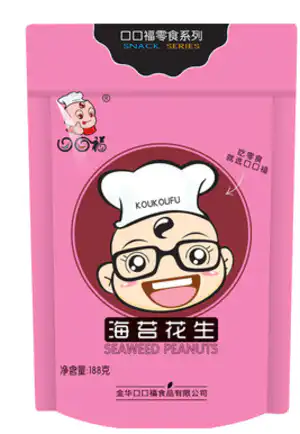 口口福零食系列
SNACK SERIES
®
口口福
吃零食
就选口口福
KOUKOUFU
海苔花生
SEAWEED PEANUTS
净含量:188克
金华口口福食品有限公司